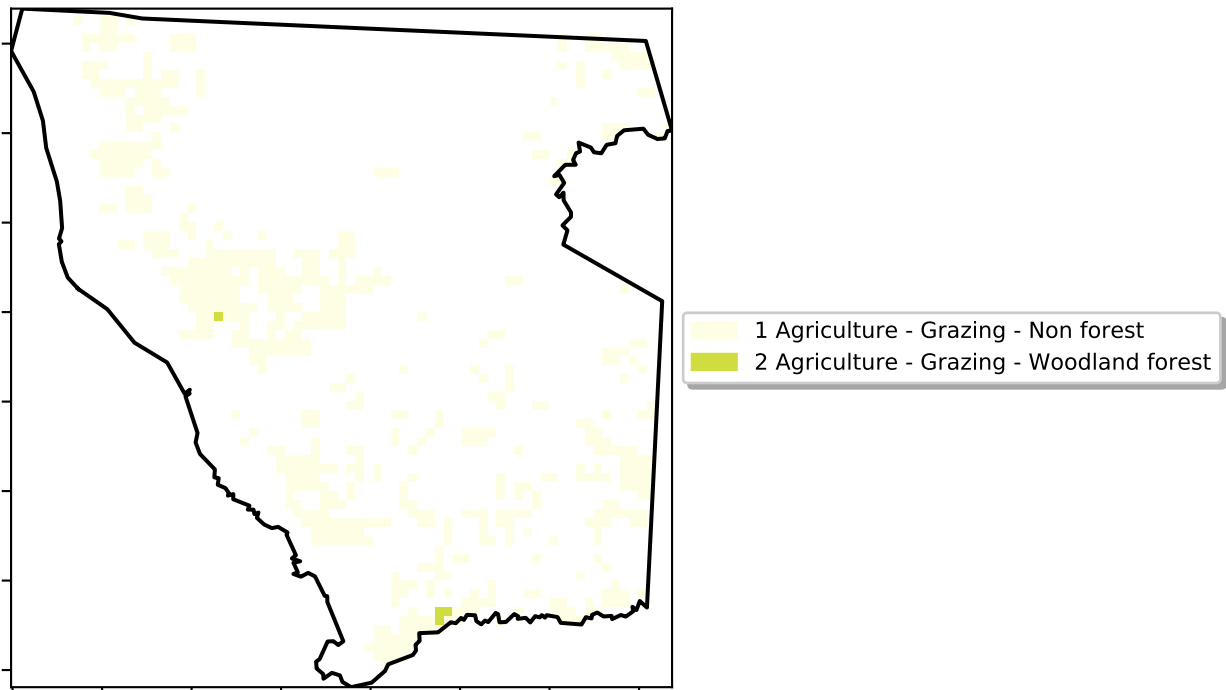 1 Agriculture - Grazing - Non forest
2 Agriculture - Grazing - Woodland forest